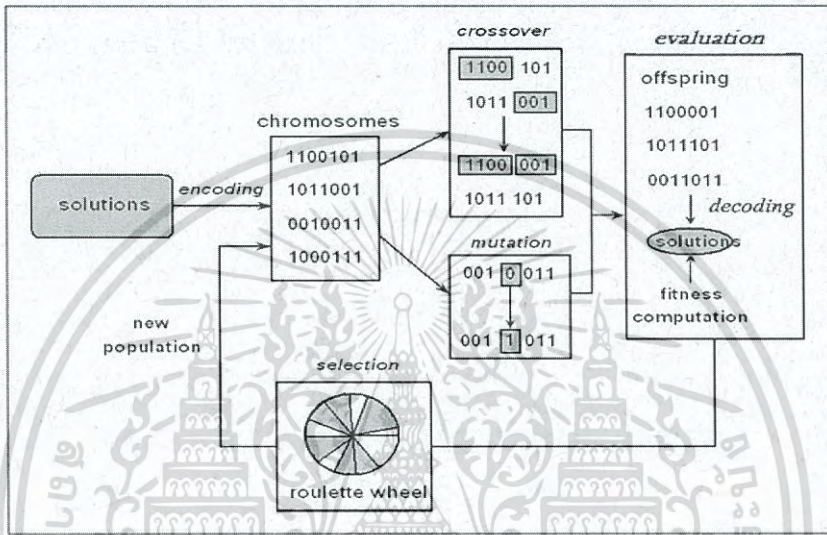 crossover
1100 101
1011 001
1100 001
1011 101
evaluation
offspring
1100001
1011101
0011011
decoding
solutions
fitness
computation
chromosomes
1100101
1011001
0010011
1000111
encoding
solutions
mutation
001 0 011
001 1 011
new
population
selection
roulette wheel